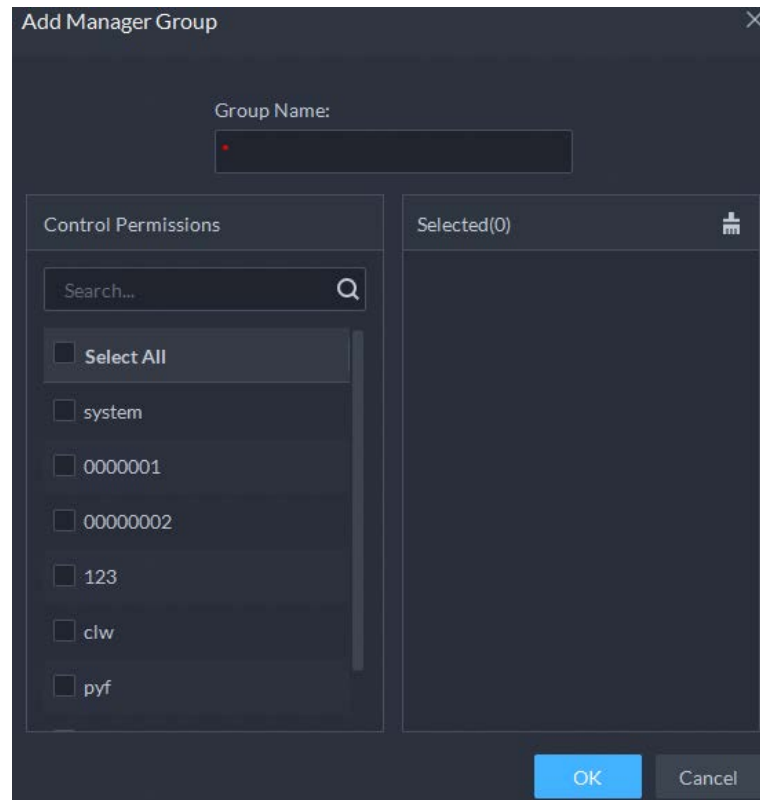 Add Manager Group
Group Name:
*
Control Permissions
Selected(0)
Search...
Select All
system
0000001
00000002
123
clw
pyf
OK
Cancel